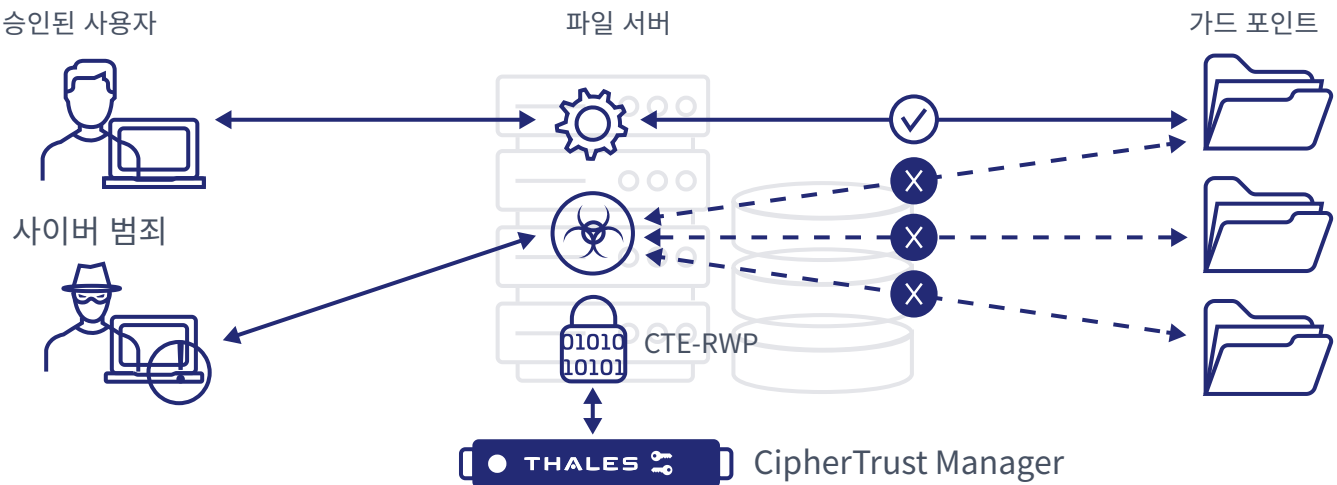 승인된 사용자
파일 서버
가드 포인트
X
사이버 범죄
X
X
CTE-RWP
01010
10101
THALES
CipherTrust Manager